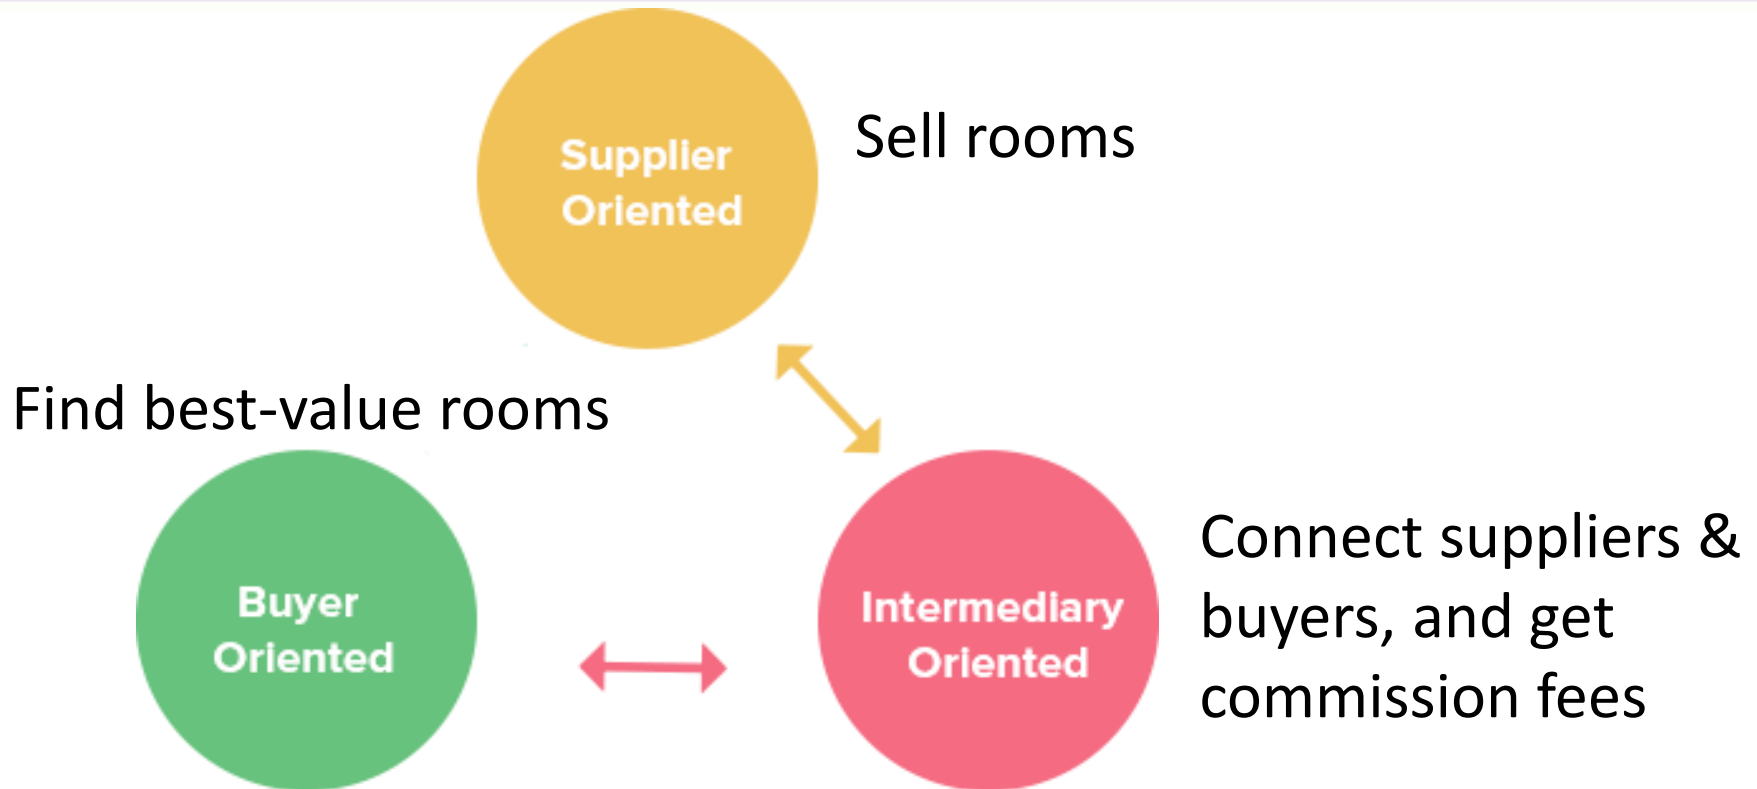 Supplier
Oriented
Sell rooms
Find best-value rooms
Buyer
Oriented
Intermediary
Oriented
Connect suppliers &
buyers, and get
commission fees